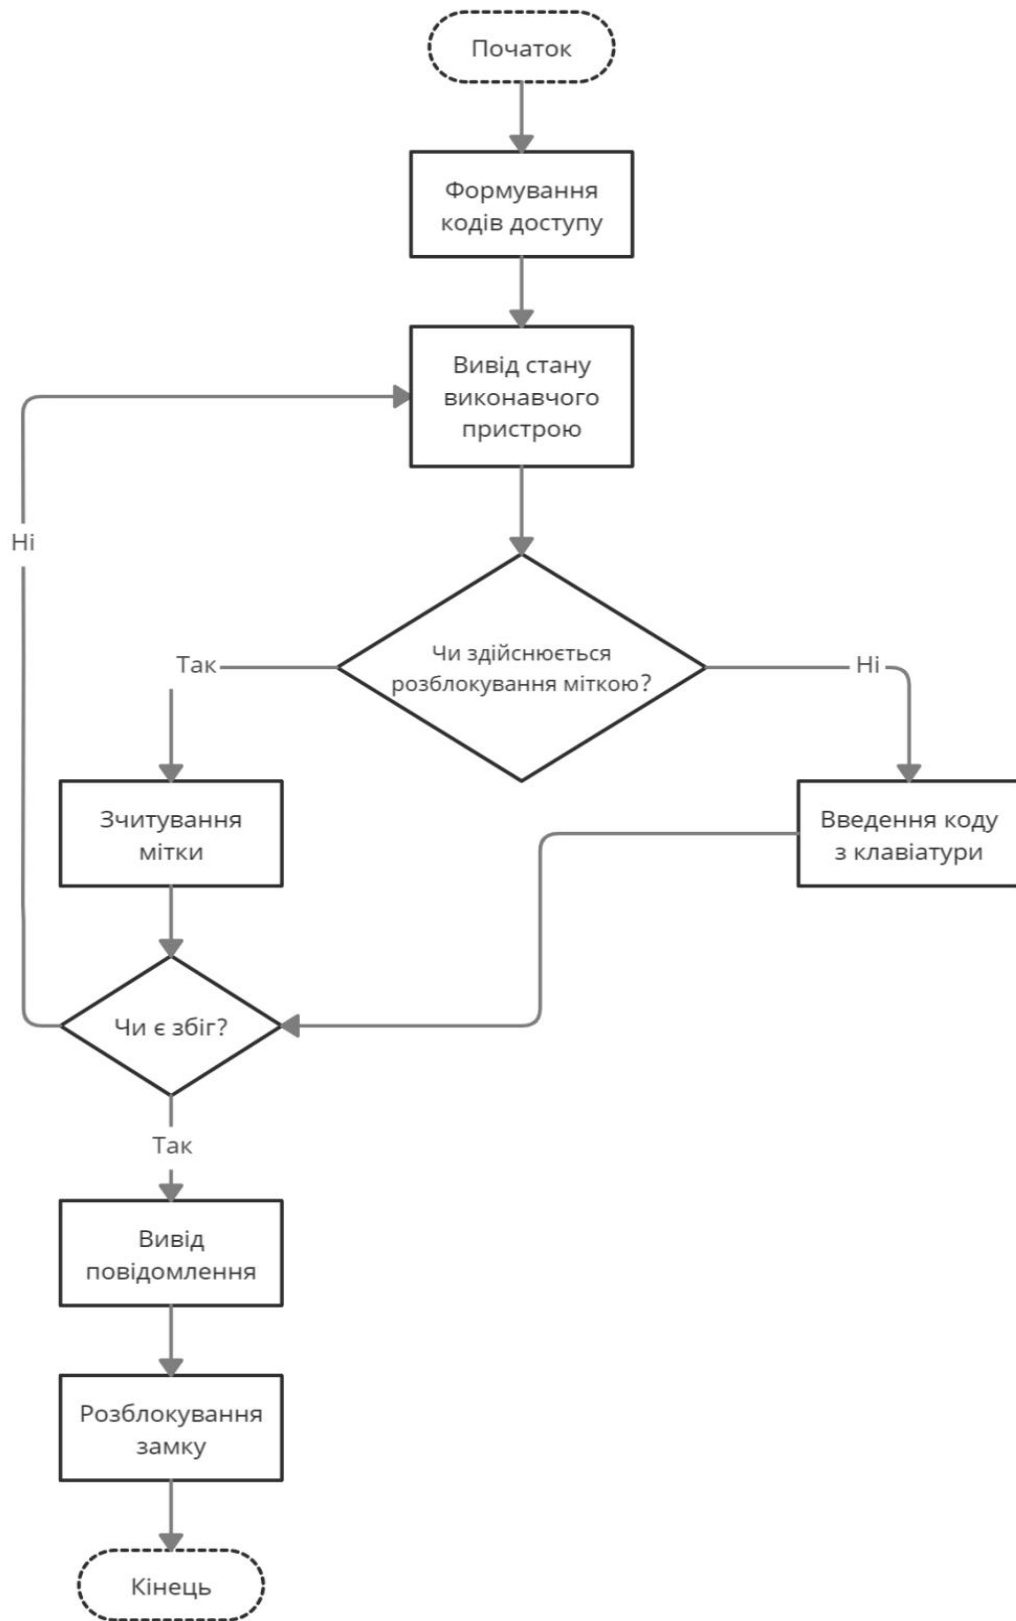 Початок
Формування
кодів доступу
Вивід стану
виконавчого
пристрою
Ні
Чи здійснюється
розблокування міткою?
Так
Ні
Зчитування
мітки
Введення коду
з клавіатури
Чи є збіг?
Так
Вивід
повідомлення
Розблокування
замку
Кінець